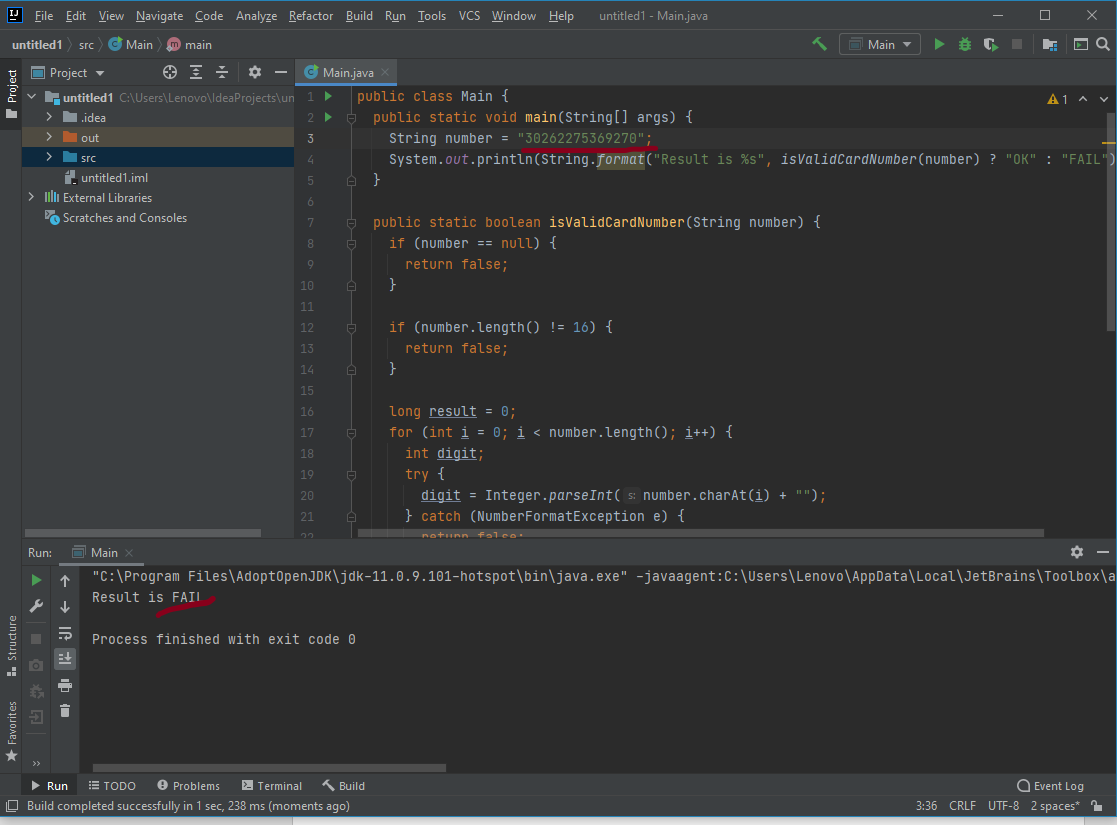 File Edit View Navigate Code Analyze Refactor Build Run Tools VCS Window Help untitled1 - Main.java
untitled1 src Main main Main
Project
Project
Main.java
untitled1 C:\Users\Lenovo\IdeaProjects\un
.idea
out
src
untitled1.iml
External Libraries
Scratches and Consoles
1 public class Main {
2 public static void main(String[] args) {
3 String number = "30262275369270";
4 System.out.println(String.format("Result is %s", isValidCardNumber(number) ? "OK" : "FAIL")
5 }
6
7 public static boolean isValidCardNumber(String number) {
8 if (number == null) {
9 return false;
10 }
11
12 if (number.length() != 16) {
13 return false;
14 }
15
16 long result = 0;
17 for (int i = 0; i < number.length(); i++) {
18 int digit;
19 try {
20 digit = Integer.parseInt( s: number.charAt(i) + "");
21 } catch (NumberFormatException e) {
22 return false;
1
Run: Main
"C:\Program Files\AdoptOpenJDK\jdk-11.0.9.101-hotspot\bin\java.exe" -javaagent:C:\Users\Lenovo\AppData\Local\JetBrains\Toolbox\a
Result is FAIL
Process finished with exit code 0
Structure
Favorites
Run TODO Problems Terminal Build Event Log
Build completed successfully in 1 sec, 238 ms (moments ago) 3:36 CRLF UTF-8 2 spaces*